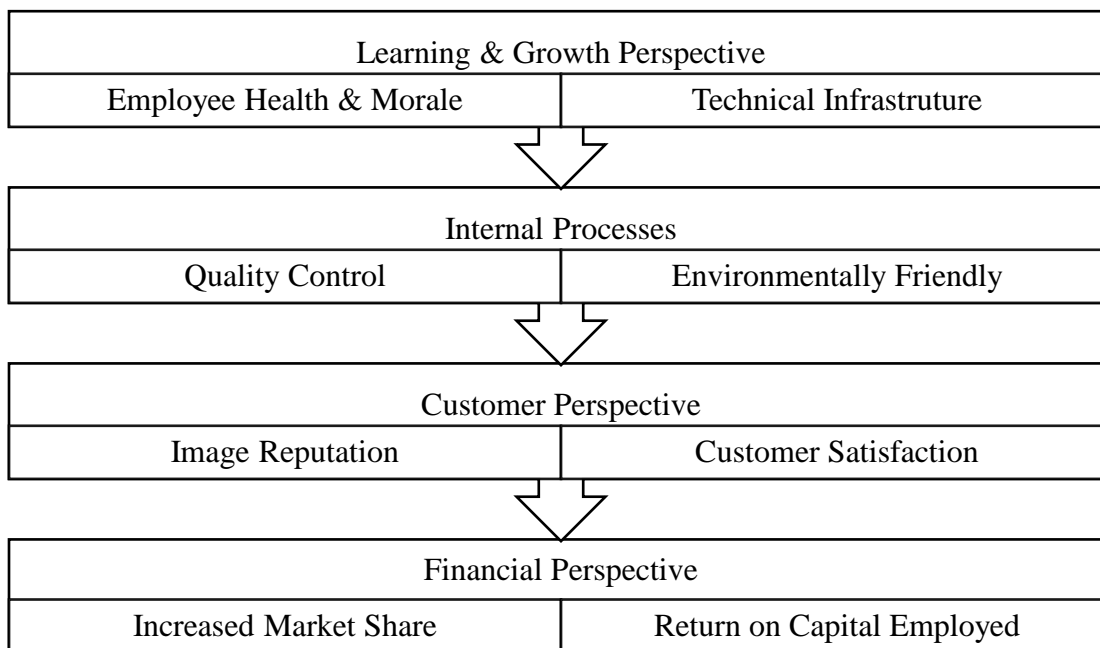 Learning & Growth Perspective
Employee Health & Morale
Technical Infrastruture
Internal Processes
Quality Control
Environmentally Friendly
Customer Perspective
Image Reputation
Customer Satisfaction
Financial Perspective
Increased Market Share
Return on Capital Employed